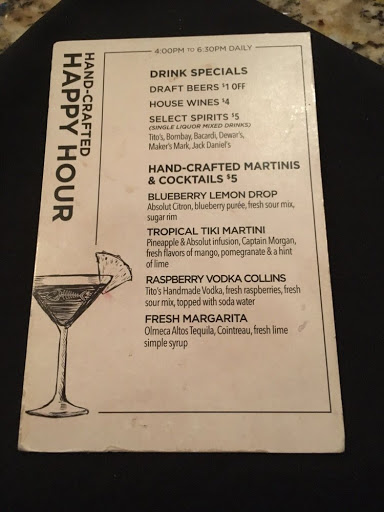 HAND-CRAFTED
HAPPY HOUR
4:00PM TO 6:30PM DAILY
DRINK SPECIALS
DRAFT BEERS $1 OFF
HOUSE WINES $4
SELECT SPIRITS $5
(SINGLE LIQUOR MIXED DRINKS)
Tito's, Bombay, Bacardi, Dewar's,
Maker's Mark, Jack Daniel's
HAND-CRAFTED MARTINIS
& COCKTAILS $5
BLUEBERRY LEMON DROP
Absolut Citron, blueberry purée, fresh sour mix,
sugar rim
TROPICAL TIKI MARTINI
Pineapple & Absolut infusion, Captain Morgan,
fresh flavors of mango, pomegranate & a hint
of lime
RASPBERRY VODKA COLLINS
Tito's Handmade Vodka, fresh raspberries, fresh
sour mix, topped with soda water
FRESH MARGARITA
Olmeca Altos Tequila, Cointreau, fresh lime
simple syrup